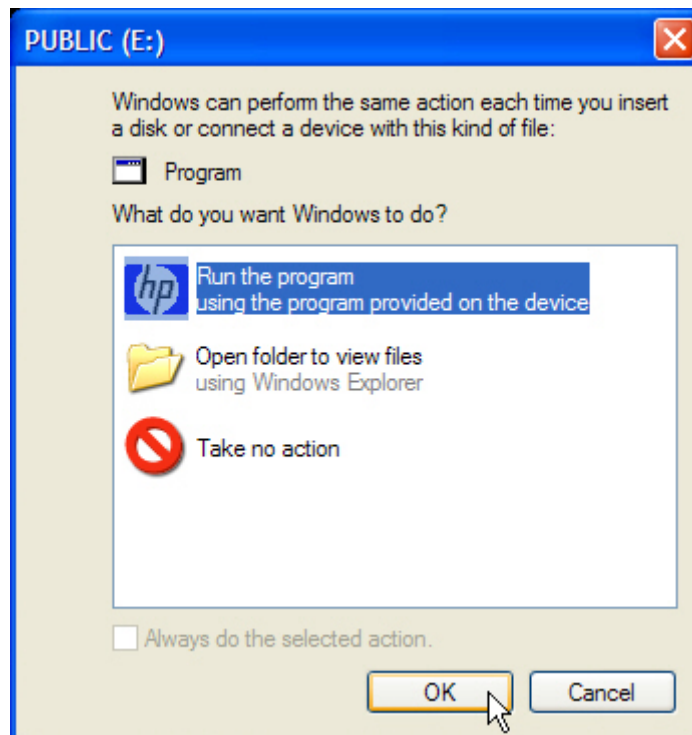 PUBLIC (E:)
Windows can perform the same action each time you insert
a disk or connect a device with this kind of file:
Program
What do you want Windows to do?
hp
Run the program
using the program provided on the device
Open folder to view files
using Windows Explorer
Take no action
Always do the selected action.
OK
Cancel